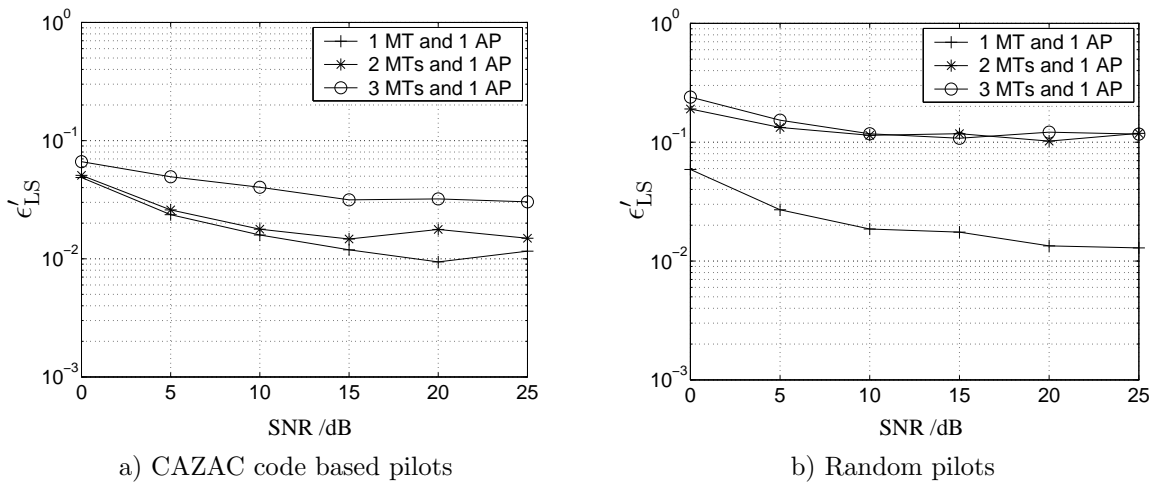 10^0
10^-1
10^-2
10^-3
ϵ′LS
0 5 10 15 20 25
SNR /dB
1 MT and 1 AP
2 MTs and 1 AP
3 MTs and 1 AP
a) CAZAC code based pilots
10^0
10^-1
10^-2
10^-3
ϵ′LS
0 5 10 15 20 25
SNR /dB
1 MT and 1 AP
2 MTs and 1 AP
3 MTs and 1 AP
b) Random pilots